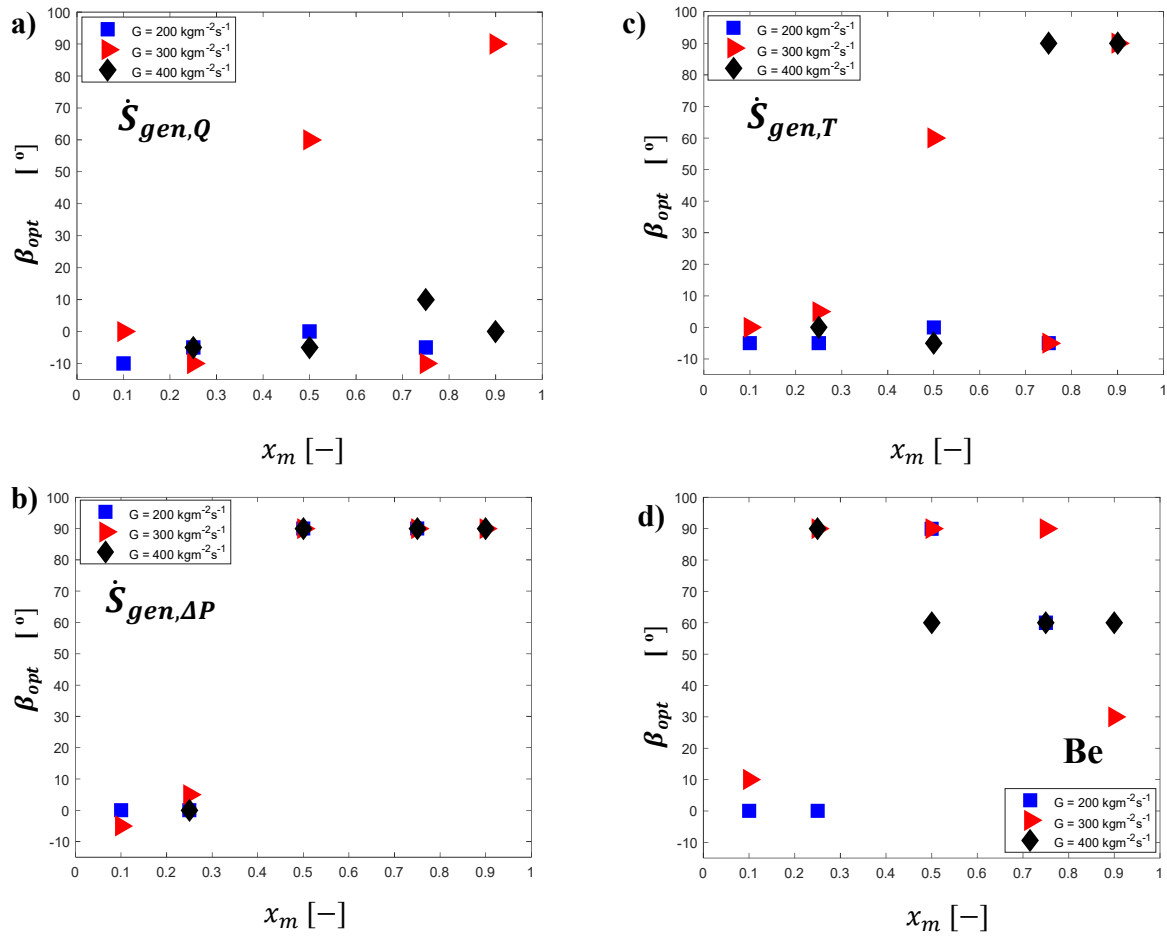 a)
G = 200 kgm⁻²s⁻¹
G = 300 kgm⁻²s⁻¹
G = 400 kgm⁻²s⁻¹
Ṡgen,Q
βopt [ º]
100
90
80
70
60
50
40
30
20
10
0
-10
0 0.1 0.2 0.3 0.4 0.5 0.6 0.7 0.8 0.9 1
xm [−]
c)
G = 200 kgm⁻²s⁻¹
G = 300 kgm⁻²s⁻¹
G = 400 kgm⁻²s⁻¹
Ṡgen,T
βopt [ º]
100
90
80
70
60
50
40
30
20
10
0
-10
0 0.1 0.2 0.3 0.4 0.5 0.6 0.7 0.8 0.9 1
xm [−]
b)
G = 200 kgm⁻²s⁻¹
G = 300 kgm⁻²s⁻¹
G = 400 kgm⁻²s⁻¹
Ṡgen,ΔP
βopt [ º]
100
90
80
70
60
50
40
30
20
10
0
-10
0 0.1 0.2 0.3 0.4 0.5 0.6 0.7 0.8 0.9 1
xm [−]
d)
βopt [ º]
100
90
80
70
60
50
40
30
20
10
0
-10
Be
G = 200 kgm⁻²s⁻¹
G = 300 kgm⁻²s⁻¹
G = 400 kgm⁻²s⁻¹
0 0.1 0.2 0.3 0.4 0.5 0.6 0.7 0.8 0.9 1
xm [−]